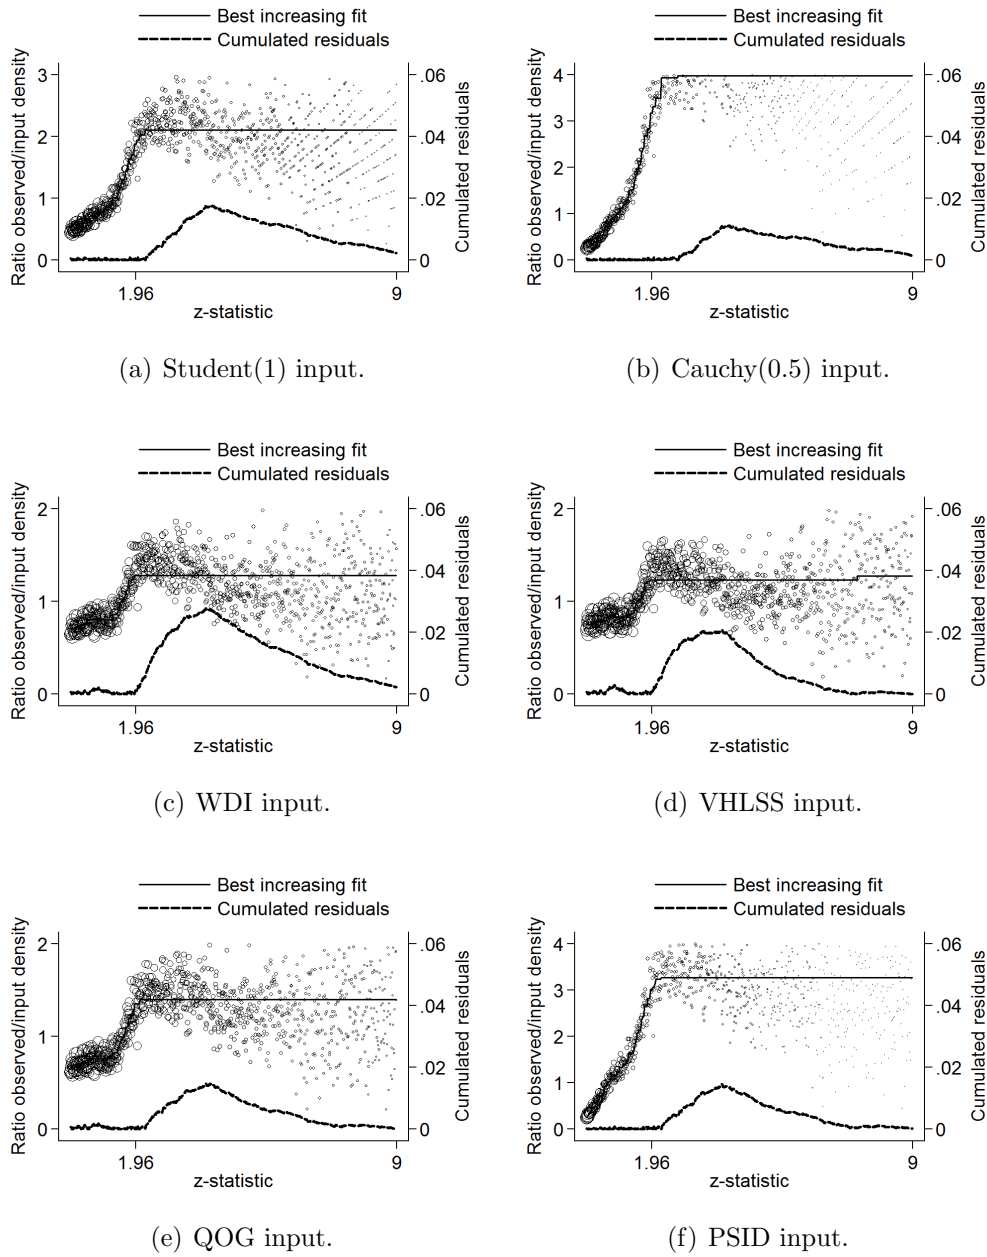 Best increasing fit
Cumulated residuals
Ratio observed/input density
3
2
1
0
.06
.04
.02
0
Cumulated residuals
1.96
9
z-statistic
(a) Student(1) input.
Best increasing fit
Cumulated residuals
Ratio observed/input density
4
3
2
1
0
.06
.04
.02
0
Cumulated residuals
1.96
9
z-statistic
(b) Cauchy(0.5) input.
Best increasing fit
Cumulated residuals
Ratio observed/input density
2
1
0
.06
.04
.02
0
Cumulated residuals
1.96
9
z-statistic
(c) WDI input.
Best increasing fit
Cumulated residuals
Ratio observed/input density
2
1
0
.06
.04
.02
0
Cumulated residuals
1.96
9
z-statistic
(d) VHLSS input.
Best increasing fit
Cumulated residuals
Ratio observed/input density
2
1
0
.06
.04
.02
0
Cumulated residuals
1.96
9
z-statistic
(e) QOG input.
Best increasing fit
Cumulated residuals
Ratio observed/input density
4
3
2
1
0
.06
.04
.02
0
Cumulated residuals
1.96
9
z-statistic
(f) PSID input.